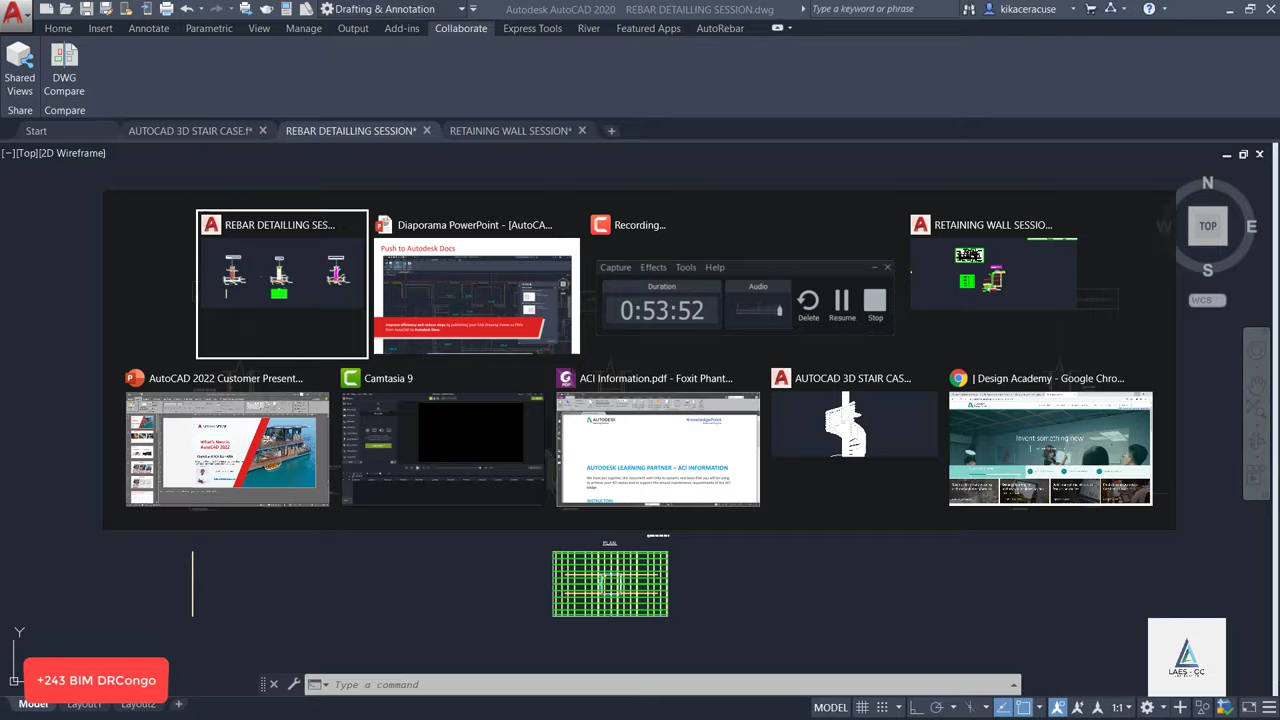 Drafting & Annotation
Autodesk AutoCAD 2020 REBAR DETAILLING SESSION.dwg
Type a keyword or phrase
kikaceracuse
Home Insert Annotate Parametric View Manage Output Add-ins Collaborate Express Tools River Featured Apps AutoRebar
Shared Views
DWG Compare
Share Compare
Start AUTOCAD 3D STAIR CASE.f* REBAR DETAILLING SESSION* RETAINING WALL SESSION*
[−][Top][2D Wireframe]
N
W TOP E
S
WCS
REBAR DETAILLING SES...
Diaporama PowerPoint - [AutoCA...
Recording...
RETAINING WALL SESSIO...
Push to Autodesk Docs
Capture Effects Tools Help
Duration
0:53:52
Audio
Delete Resume Stop
AutoCAD 2022 Customer Present...
Camtasia 9
ACI Information.pdf - Foxit Phant...
AUTOCAD 3D STAIR CAS...
| Design Academy - Google Chro...
What's New in
AutoCAD 2022
AUTODESK
KnowledgePoint
AUTODESK LEARNING PARTNER – ACI INFORMATION
INSTRUCTORS
Invent something new
PLAN
Y
+243 BIM DRCongo
Type a command
LAES - CC
Model Layout1 Layout2
MODEL
1:1